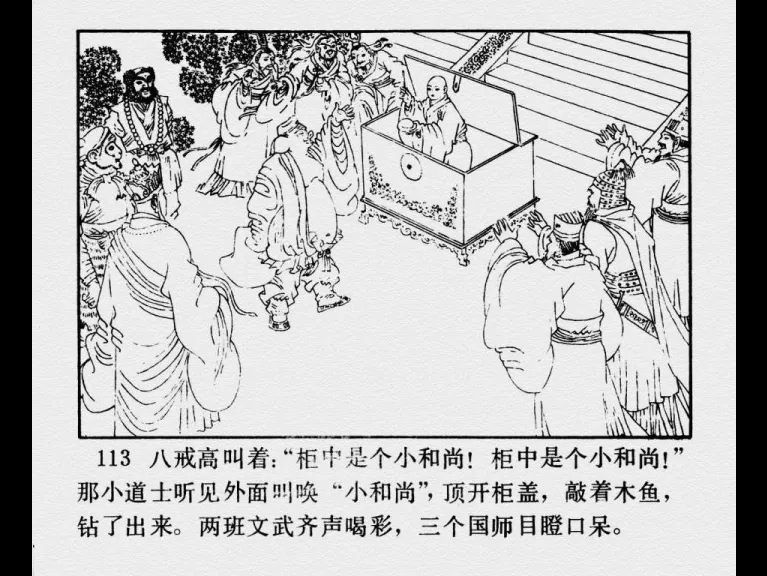 113 八戒高叫着：“柜中是个小和尚！柜中是个小和尚！”
那小道士听见外面叫唤“小和尚”，顶开柜盖，敲着木鱼，
钻了出来。两班文武齐声喝彩，三个国师目瞪口呆。